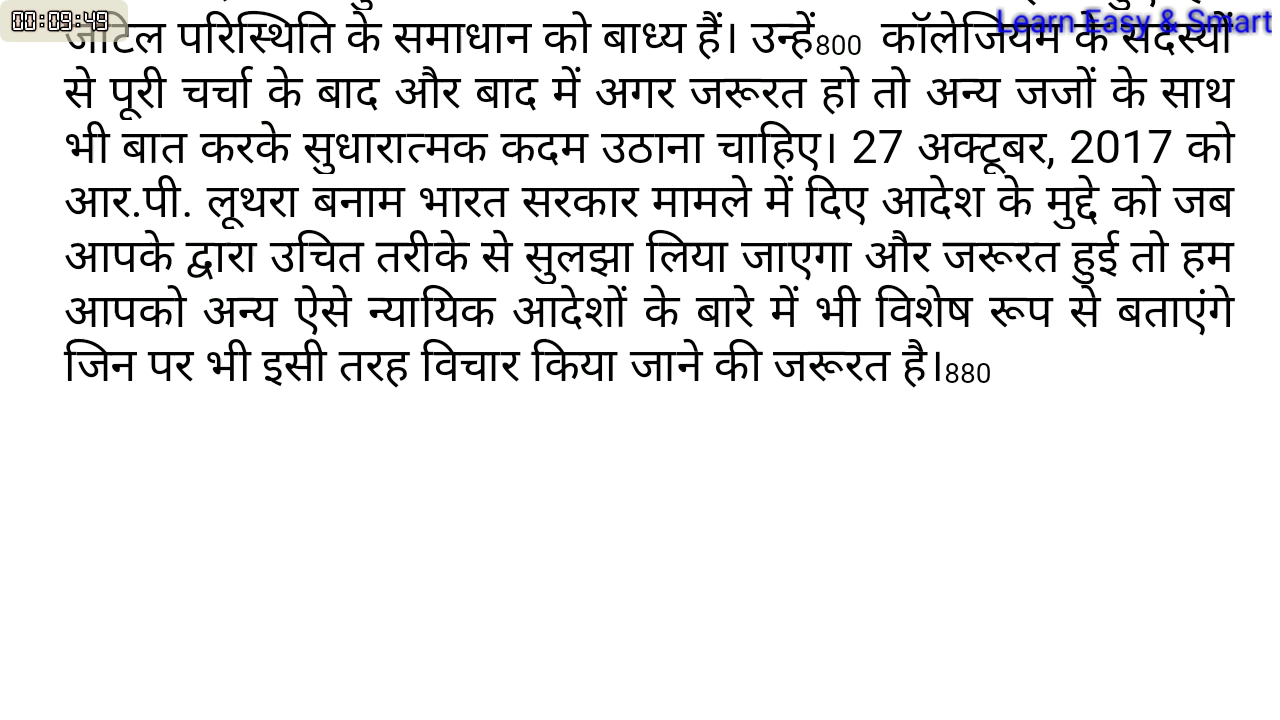 00:09:49
Learn Easy & Smart
जटिल परिस्थिति के समाधान को बाध्य हैं। उन्हें800 कॉलेजियम के सदस्यों
से पूरी चर्चा के बाद और बाद में अगर जरूरत हो तो अन्य जजों के साथ
भी बात करके सुधारात्मक कदम उठाना चाहिए। 27 अक्टूबर, 2017 को
आर.पी. लूथरा बनाम भारत सरकार मामले में दिए आदेश के मुद्दे को जब
आपके द्वारा उचित तरीके से सुलझा लिया जाएगा और जरूरत हुई तो हम
आपको अन्य ऐसे न्यायिक आदेशों के बारे में भी विशेष रूप से बताएंगे
जिन पर भी इसी तरह विचार किया जाने की जरूरत है।880